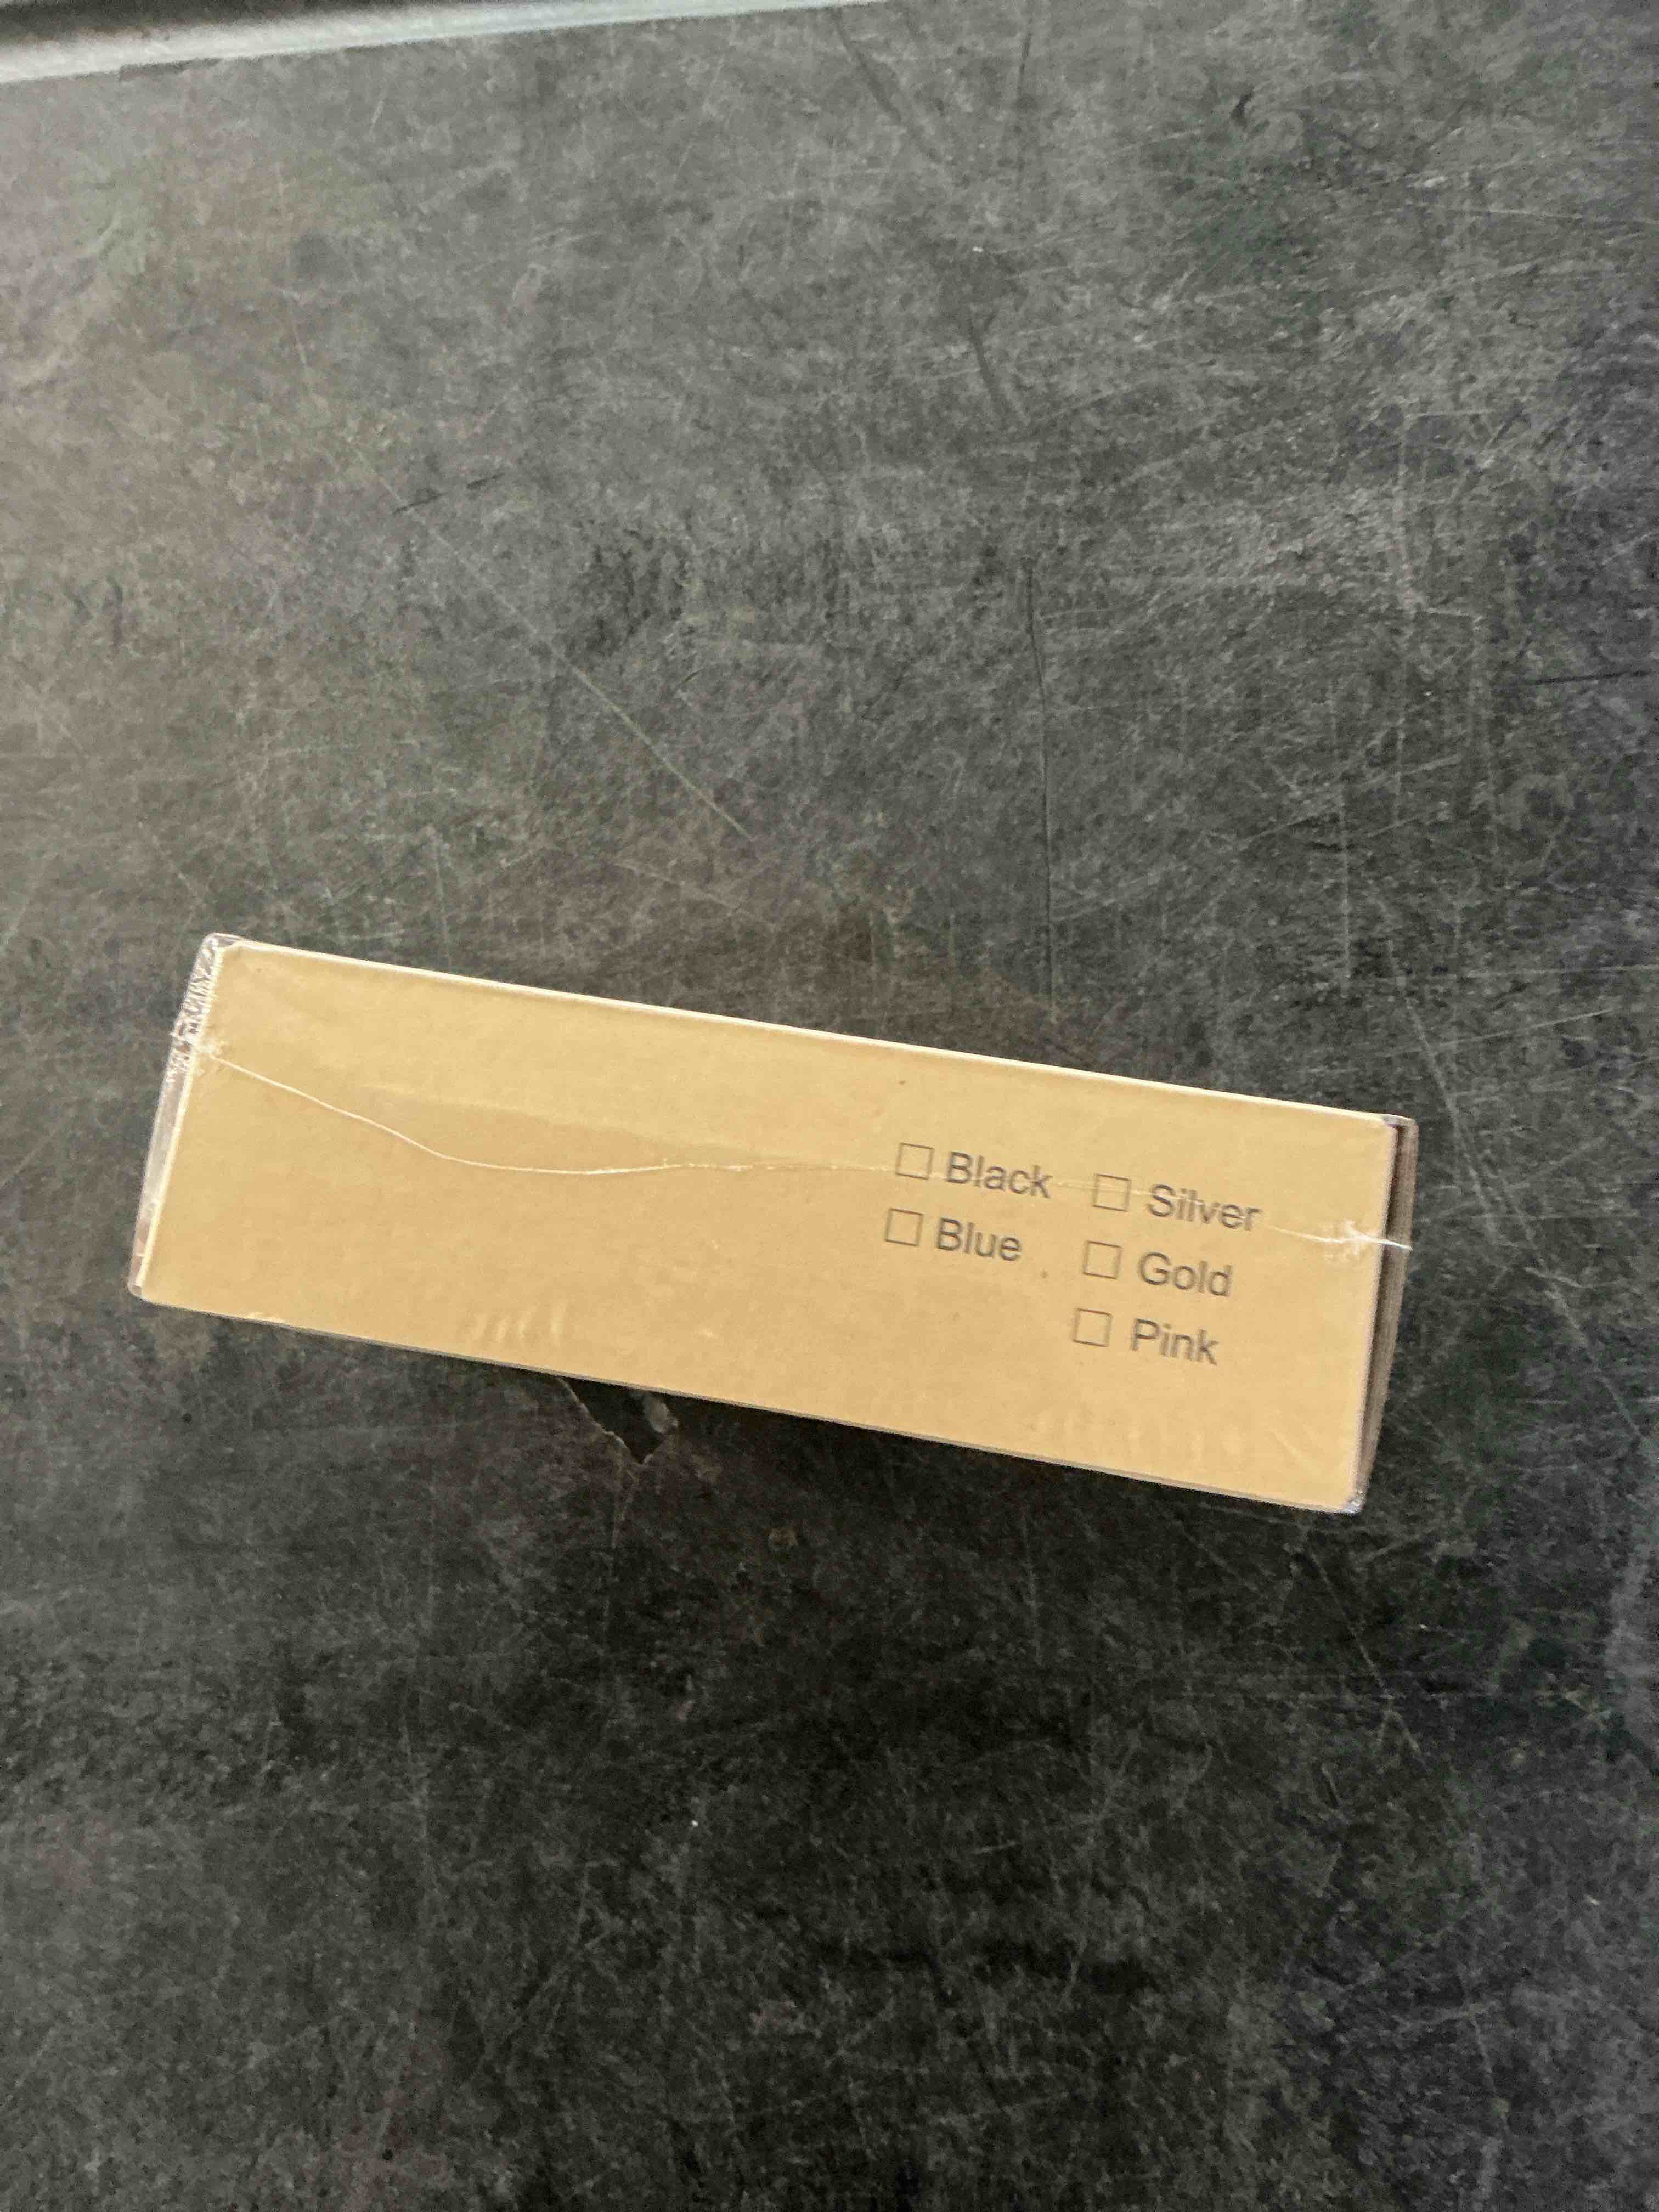 ☐ Black ☐ Silver
☐ Blue ☐ Gold
☐ Pink